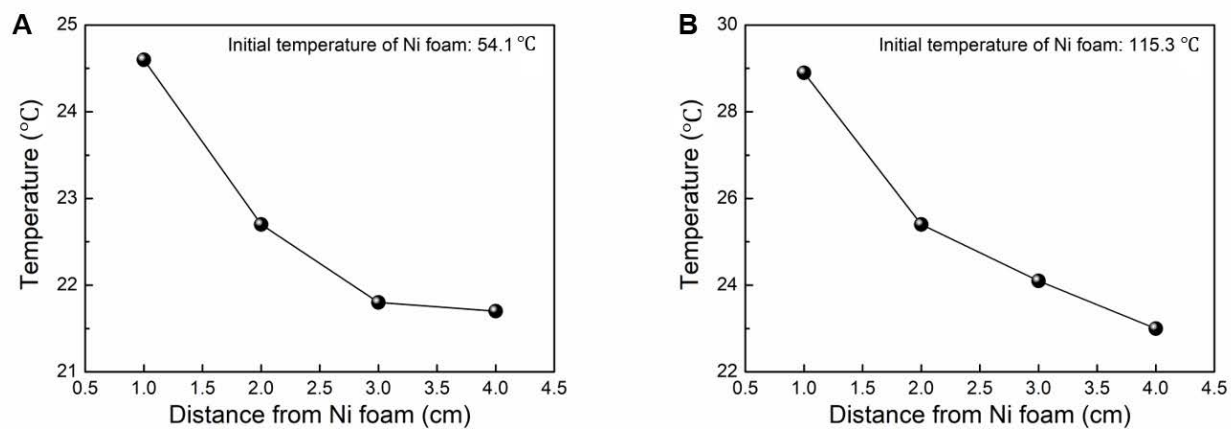 A
Initial temperature of Ni foam: 54.1 °C
25
24
23
22
21
Temperature (°C)
0.5 1.0 1.5 2.0 2.5 3.0 3.5 4.0 4.5
Distance from Ni foam (cm)
B
Initial temperature of Ni foam: 115.3 °C
30
28
26
24
22
Temperature (°C)
0.5 1.0 1.5 2.0 2.5 3.0 3.5 4.0 4.5
Distance from Ni foam (cm)